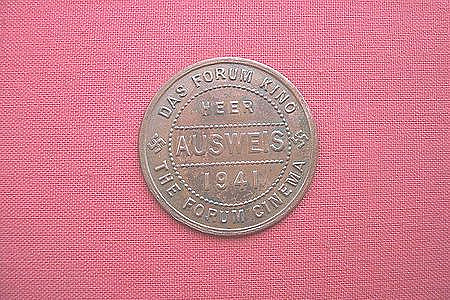 DAS FORUM KINO
HEER
AUSWEIS
1941
THE FORUM CINEMA